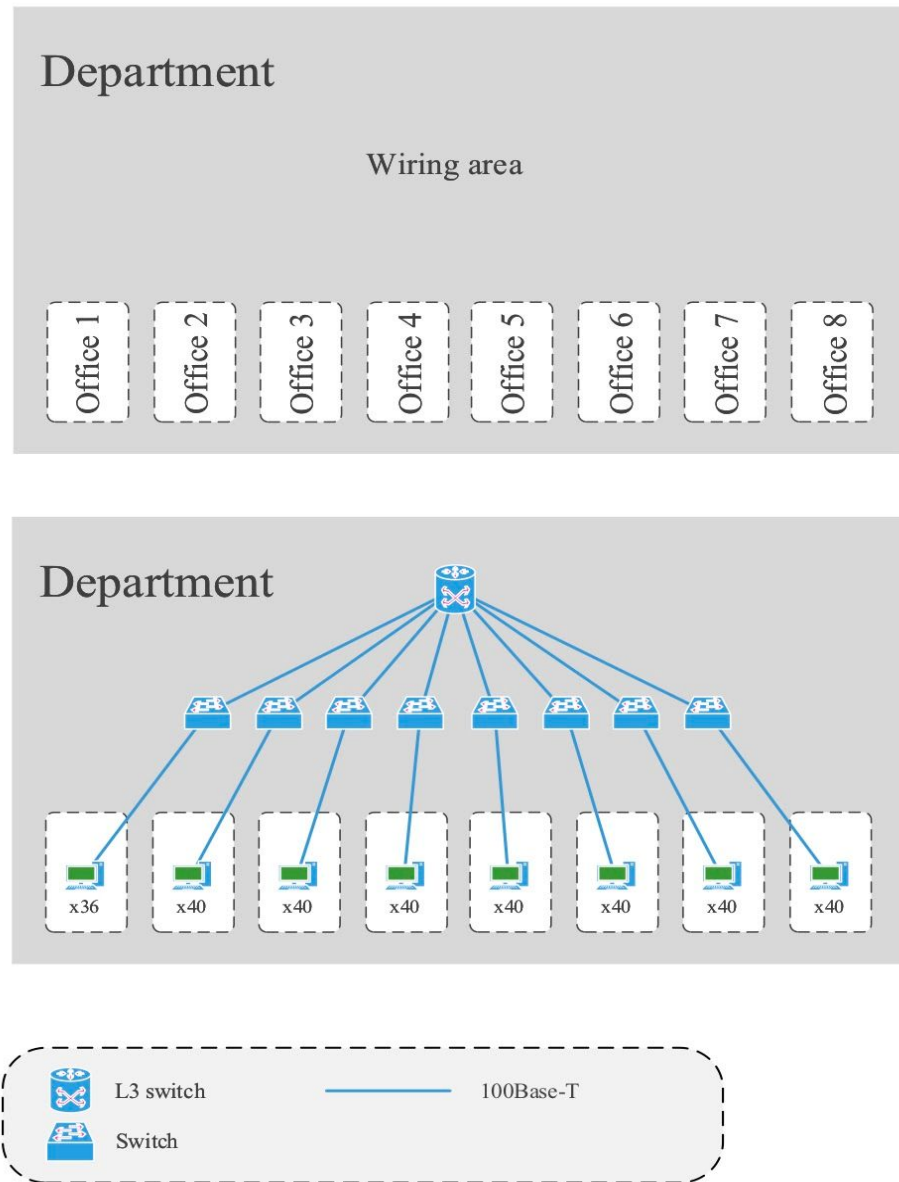 Department
Wiring area
Office 1
Office 2
Office 3
Office 4
Office 5
Office 6
Office 7
Office 8
Department
x36
x40
x40
x40
x40
x40
x40
x40
L3 switch
100Base-T
Switch